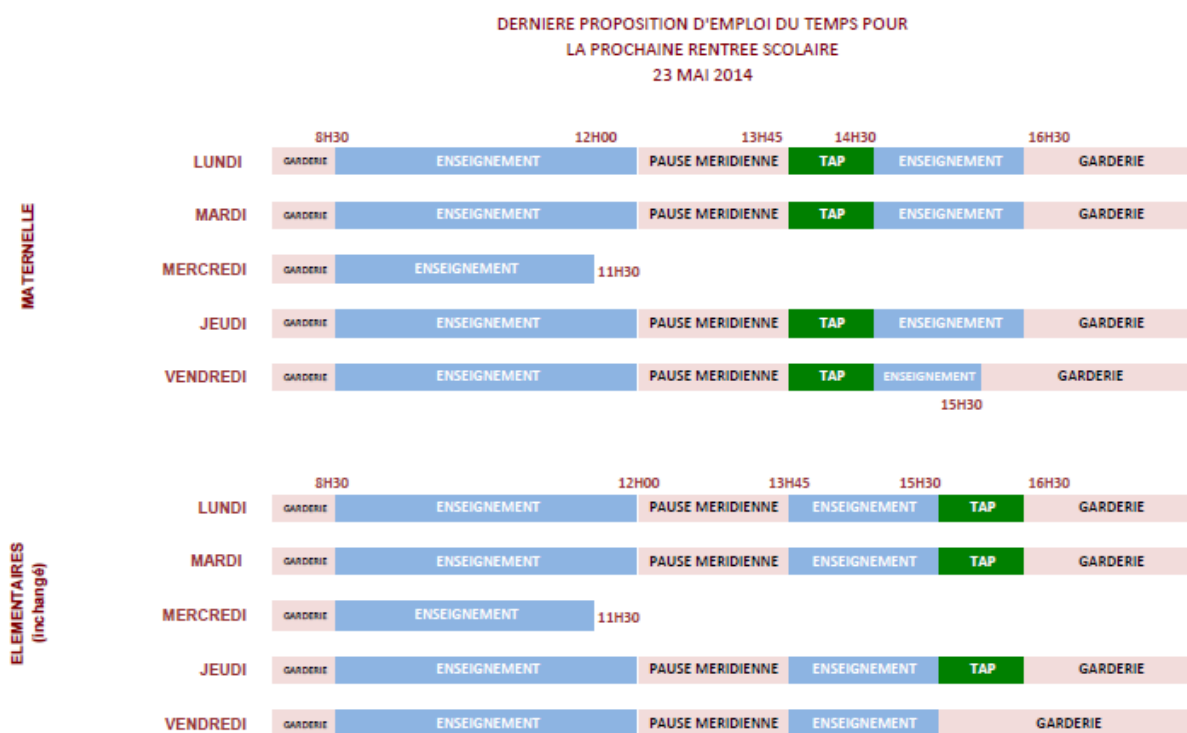 DERNIERE PROPOSITION D'EMPLOI DU TEMPS POUR
LA PROCHAINE RENTREE SCOLAIRE
23 MAI 2014
MATERNELLE
8H30 12H00 13H45 14H30 16H30
LUNDI GARDERIE ENSEIGNEMENT PAUSE MERIDIENNE TAP ENSEIGNEMENT GARDERIE
MARDI GARDERIE ENSEIGNEMENT PAUSE MERIDIENNE TAP ENSEIGNEMENT GARDERIE
MERCREDI GARDERIE ENSEIGNEMENT 11H30
JEUDI GARDERIE ENSEIGNEMENT PAUSE MERIDIENNE TAP ENSEIGNEMENT GARDERIE
VENDREDI GARDERIE ENSEIGNEMENT PAUSE MERIDIENNE TAP ENSEIGNEMENT GARDERIE
15H30
ELEMENTAIRES
(inchangé)
8H30 12H00 13H45 15H30 16H30
LUNDI GARDERIE ENSEIGNEMENT PAUSE MERIDIENNE ENSEIGNEMENT TAP GARDERIE
MARDI GARDERIE ENSEIGNEMENT PAUSE MERIDIENNE ENSEIGNEMENT TAP GARDERIE
MERCREDI GARDERIE ENSEIGNEMENT 11H30
JEUDI GARDERIE ENSEIGNEMENT PAUSE MERIDIENNE ENSEIGNEMENT TAP GARDERIE
VENDREDI GARDERIE ENSEIGNEMENT PAUSE MERIDIENNE ENSEIGNEMENT GARDERIE